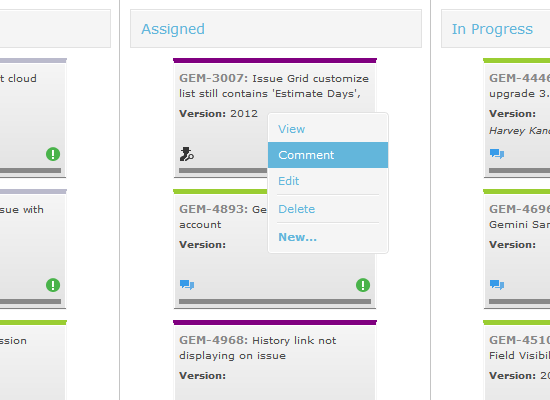 Assigned
In Progress
t cloud
sue with
ssion
GEM-3007: Issue Grid customize
list still contains 'Estimate Days',
Version: 2012
GEM-4893: Ge
account
Version:
GEM-4968: History link not
displaying on issue
Version:
View
Comment
Edit
Delete
New...
GEM-4446
upgrade 3.
Version:
Harvey Kand
GEM-4696
Gemini Sam
Version:
GEM-4510
Field Visibil
Version: 20